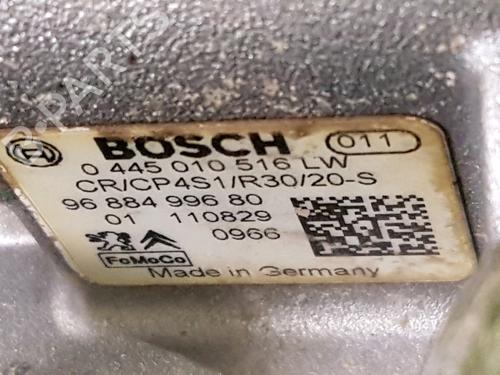 BOSCH 011
0 445 010 516 LW
CR/CP4S1/R30/20-S
96 884 996 80
01 110829
0966
FoMoCo
Made in Germany